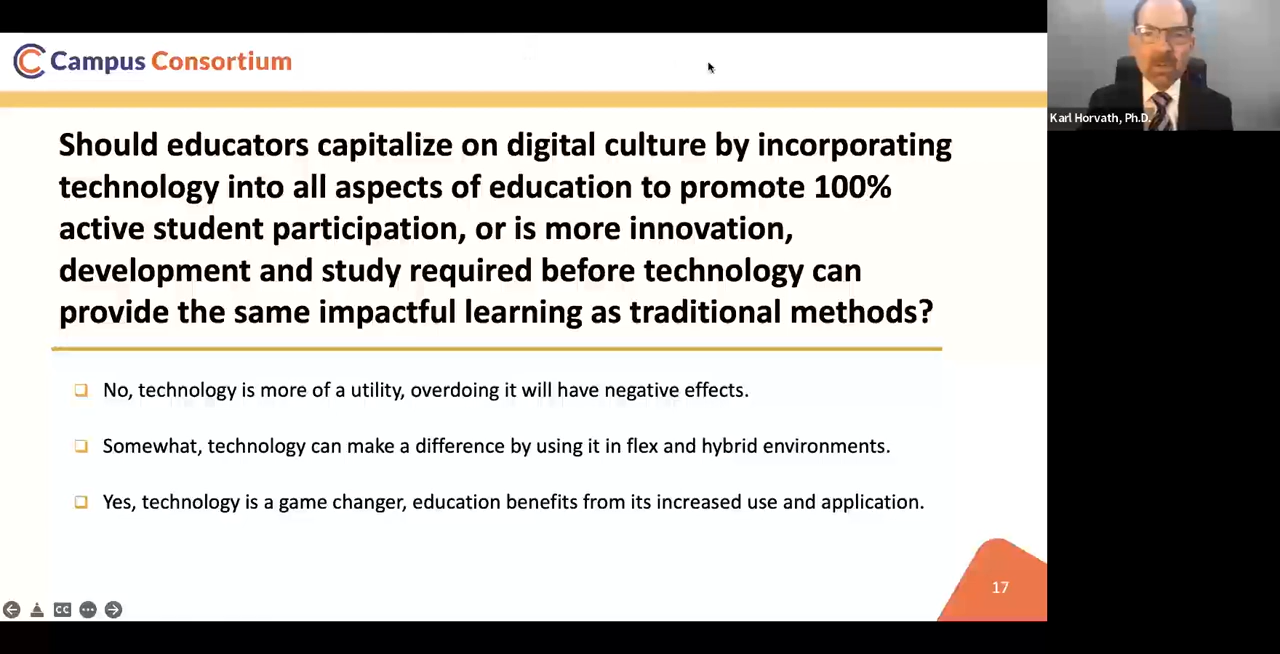 Campus Consortium
Karl Horvath, Ph.D.
Should educators capitalize on digital culture by incorporating
technology into all aspects of education to promote 100%
active student participation, or is more innovation,
development and study required before technology can
provide the same impactful learning as traditional methods?
No, technology is more of a utility, overdoing it will have negative effects.
Somewhat, technology can make a difference by using it in flex and hybrid environments.
Yes, technology is a game changer, education benefits from its increased use and application.
17
CC